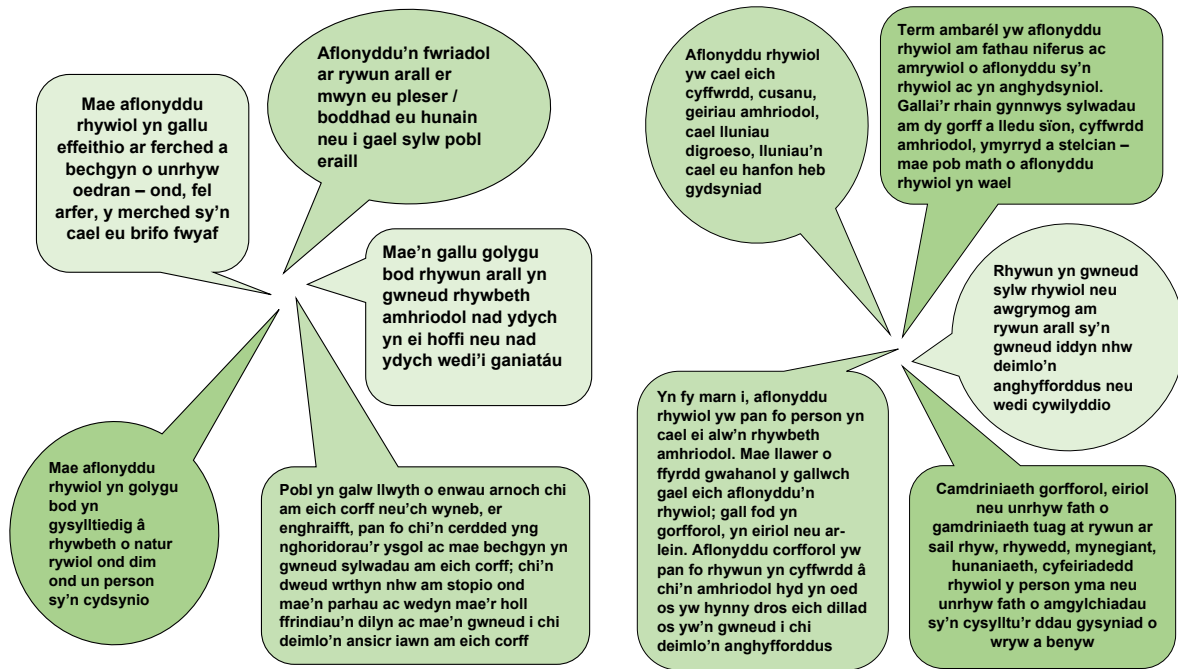 Mae aflonyddu
rhywiol yn gallu
effeithio ar ferched a
bechgyn o unrhyw
oedran – ond, fel
arfer, y merched sy’n
cael eu brifo fwyaf
Aflonyddu’n fwriadol
ar rywun arall er
mwyn eu pleser /
boddhad eu hunain
neu i gael sylw pobl
eraill
Mae’n gallu golygu
bod rhywun arall yn
gwneud rhywbeth
amhriodol nad ydych
yn ei hoffi neu nad
ydych wedi’i ganiatáu
Mae aflonyddu
rhywiol yn golygu
bod yn
gysylltiedig â
rhywbeth o natur
rywiol ond dim
ond un person
sy’n cydsynio
Pobl yn galw llwyth o enwau arnoch chi
am eich corff neu’ch wyneb, er
enghraifft, pan fo chi’n cerdded yng
nghoridorau’r ysgol ac mae bechgyn yn
gwneud sylwadau am eich corff; chi’n
dweud wrthyn nhw am stopio ond
mae’n parhau ac wedyn mae’r holl
ffrindiau’n dilyn ac mae’n gwneud i chi
deimlo’n ansicr iawn am eich corff
Aflonyddu rhywiol
yw cael eich
cyffwrdd, cusanu,
geiriau amhriodol,
cael lluniau
digroeso, lluniau’n
cael eu hanfon heb
gydsyniad
Term ambarél yw aflonyddu
rhywiol am fathau niferus ac
amrywiol o aflonyddu sy’n
rhywiol ac yn anghydsyniol.
Gallai’r rhain gynnwys sylwadau
am dy gorff a lledu sïon, cyffwrdd
amhriodol, ymyrryd a stelcian –
mae pob math o aflonyddu
rhywiol yn wael
Rhywun yn gwneud
sylw rhywiol neu
awgrymog am
rywun arall sy’n
gwneud iddyn nhw
deimlo’n
anghyfforddus neu
wedi cywilyddio
Yn fy marn i, aflonyddu
rhywiol yw pan fo person yn
cael ei alw’n rhywbeth
amhriodol. Mae llawer o
ffyrdd gwahanol y gallwch
gael eich aflonyddu’n
rhywiol; gall fod yn
gorfforol, yn eiriol neu ar-
lein. Aflonyddu corfforol yw
pan fo rhywun yn cyffwrdd â
chi’n amhriodol hyd yn oed
os yw hynny dros eich dillad
os yw’n gwneud i chi
deimlo’n anghyfforddus
Camdriniaeth gorfforol, eiriol
neu unrhyw fath o
gamdriniaeth tuag at rywun ar
sail rhyw, rhywedd, mynegiant,
hunaniaeth, cyfeiriadedd
rhywiol y person yma neu
unrhyw fath o amgylchiadau
sy’n cysylltu’r ddau gysyniad o
wryw a benyw